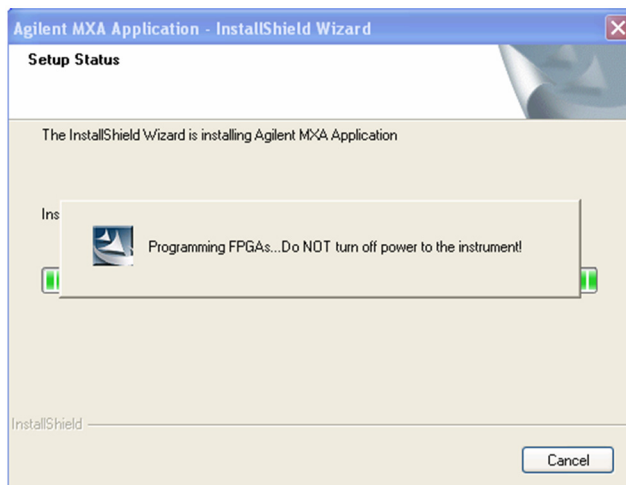 Agilent MXA Application - InstallShield Wizard
Setup Status
The InstallShield Wizard is installing Agilent MXA Application
Ins
Programming FPGAs...Do NOT turn off power to the instrument!
InstallShield
Cancel